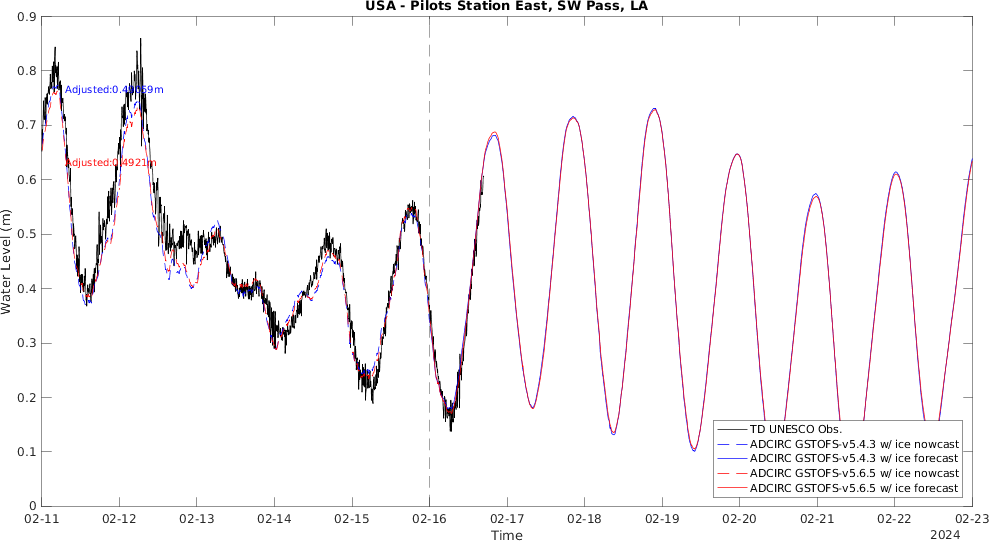 USA - Pilots Station East, SW Pass, LA
0.9
0.8
0.7
0.6
0.5
0.4
0.3
0.2
0.1
0
Water Level (m)
Adjusted:0.4921m
TD UNESCO Obs.
ADCIRC GSTOFS-v5.4.3 w/ ice nowcast
ADCIRC GSTOFS-v5.4.3 w/ ice forecast
ADCIRC GSTOFS-v5.6.5 w/ ice nowcast
ADCIRC GSTOFS-v5.6.5 w/ ice forecast
02-11 02-12 02-13 02-14 02-15 02-16 02-17 02-18 02-19 02-20 02-21 02-22 02-23
Time
2024